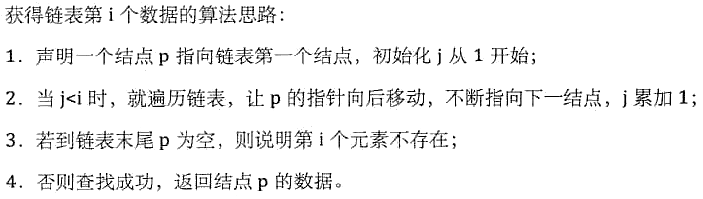 获得链表第 i 个数据的算法思路：
1．声明一个结点 p 指向链表第一个结点，初始化 j 从 1 开始；
2．当 j<i 时，就遍历链表，让 p 的指针向后移动，不断指向下一结点，j 累加 1；
3．若到链表末尾 p 为空，则说明第 i 个元素不存在；
4．否则查找成功，返回结点 p 的数据。